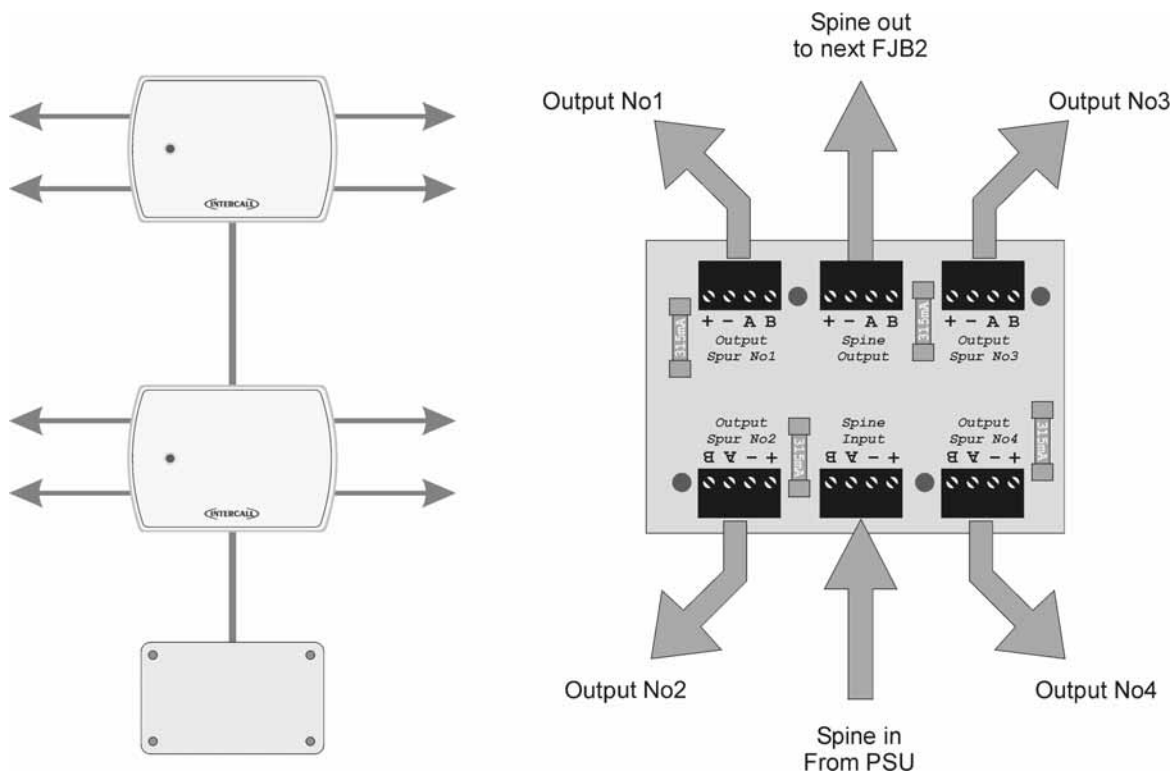 INTERCALL
INTERCALL
Spine out
to next FJB2
Output No1
Output No3
+ - A B
Output
Spur No1
+ - A B
Spine
Output
+ - A B
Output
Spur No3
315mA
315mA
Output
Spur No2
B A - +
Spine
Input
B A - +
Output
Spur No4
B A - +
315mA
315mA
Output No2
Output No4
Spine in
From PSU